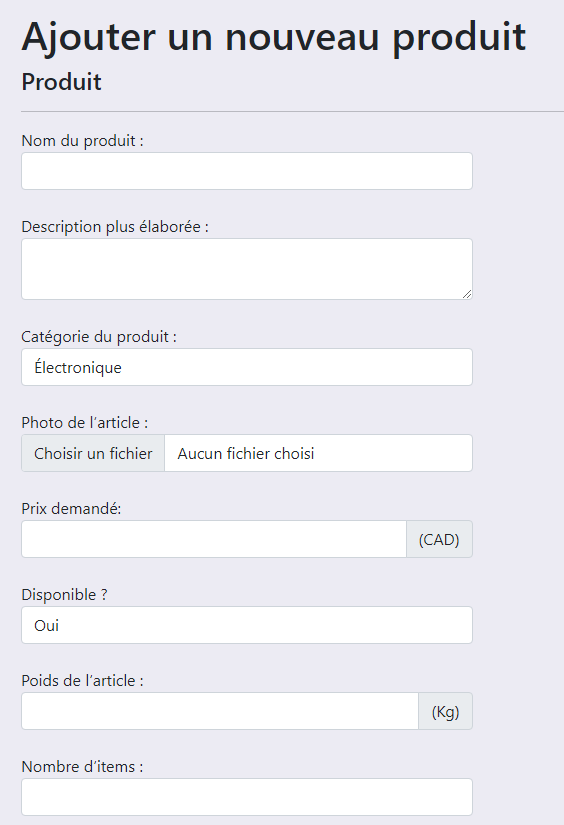 Ajouter un nouveau produit
Produit
Nom du produit :
Description plus élaborée :
Catégorie du produit :
Électronique
Photo de l’article :
Choisir un fichier Aucun fichier choisi
Prix demandé:
(CAD)
Disponible ?
Oui
Poids de l’article :
(Kg)
Nombre d’items :